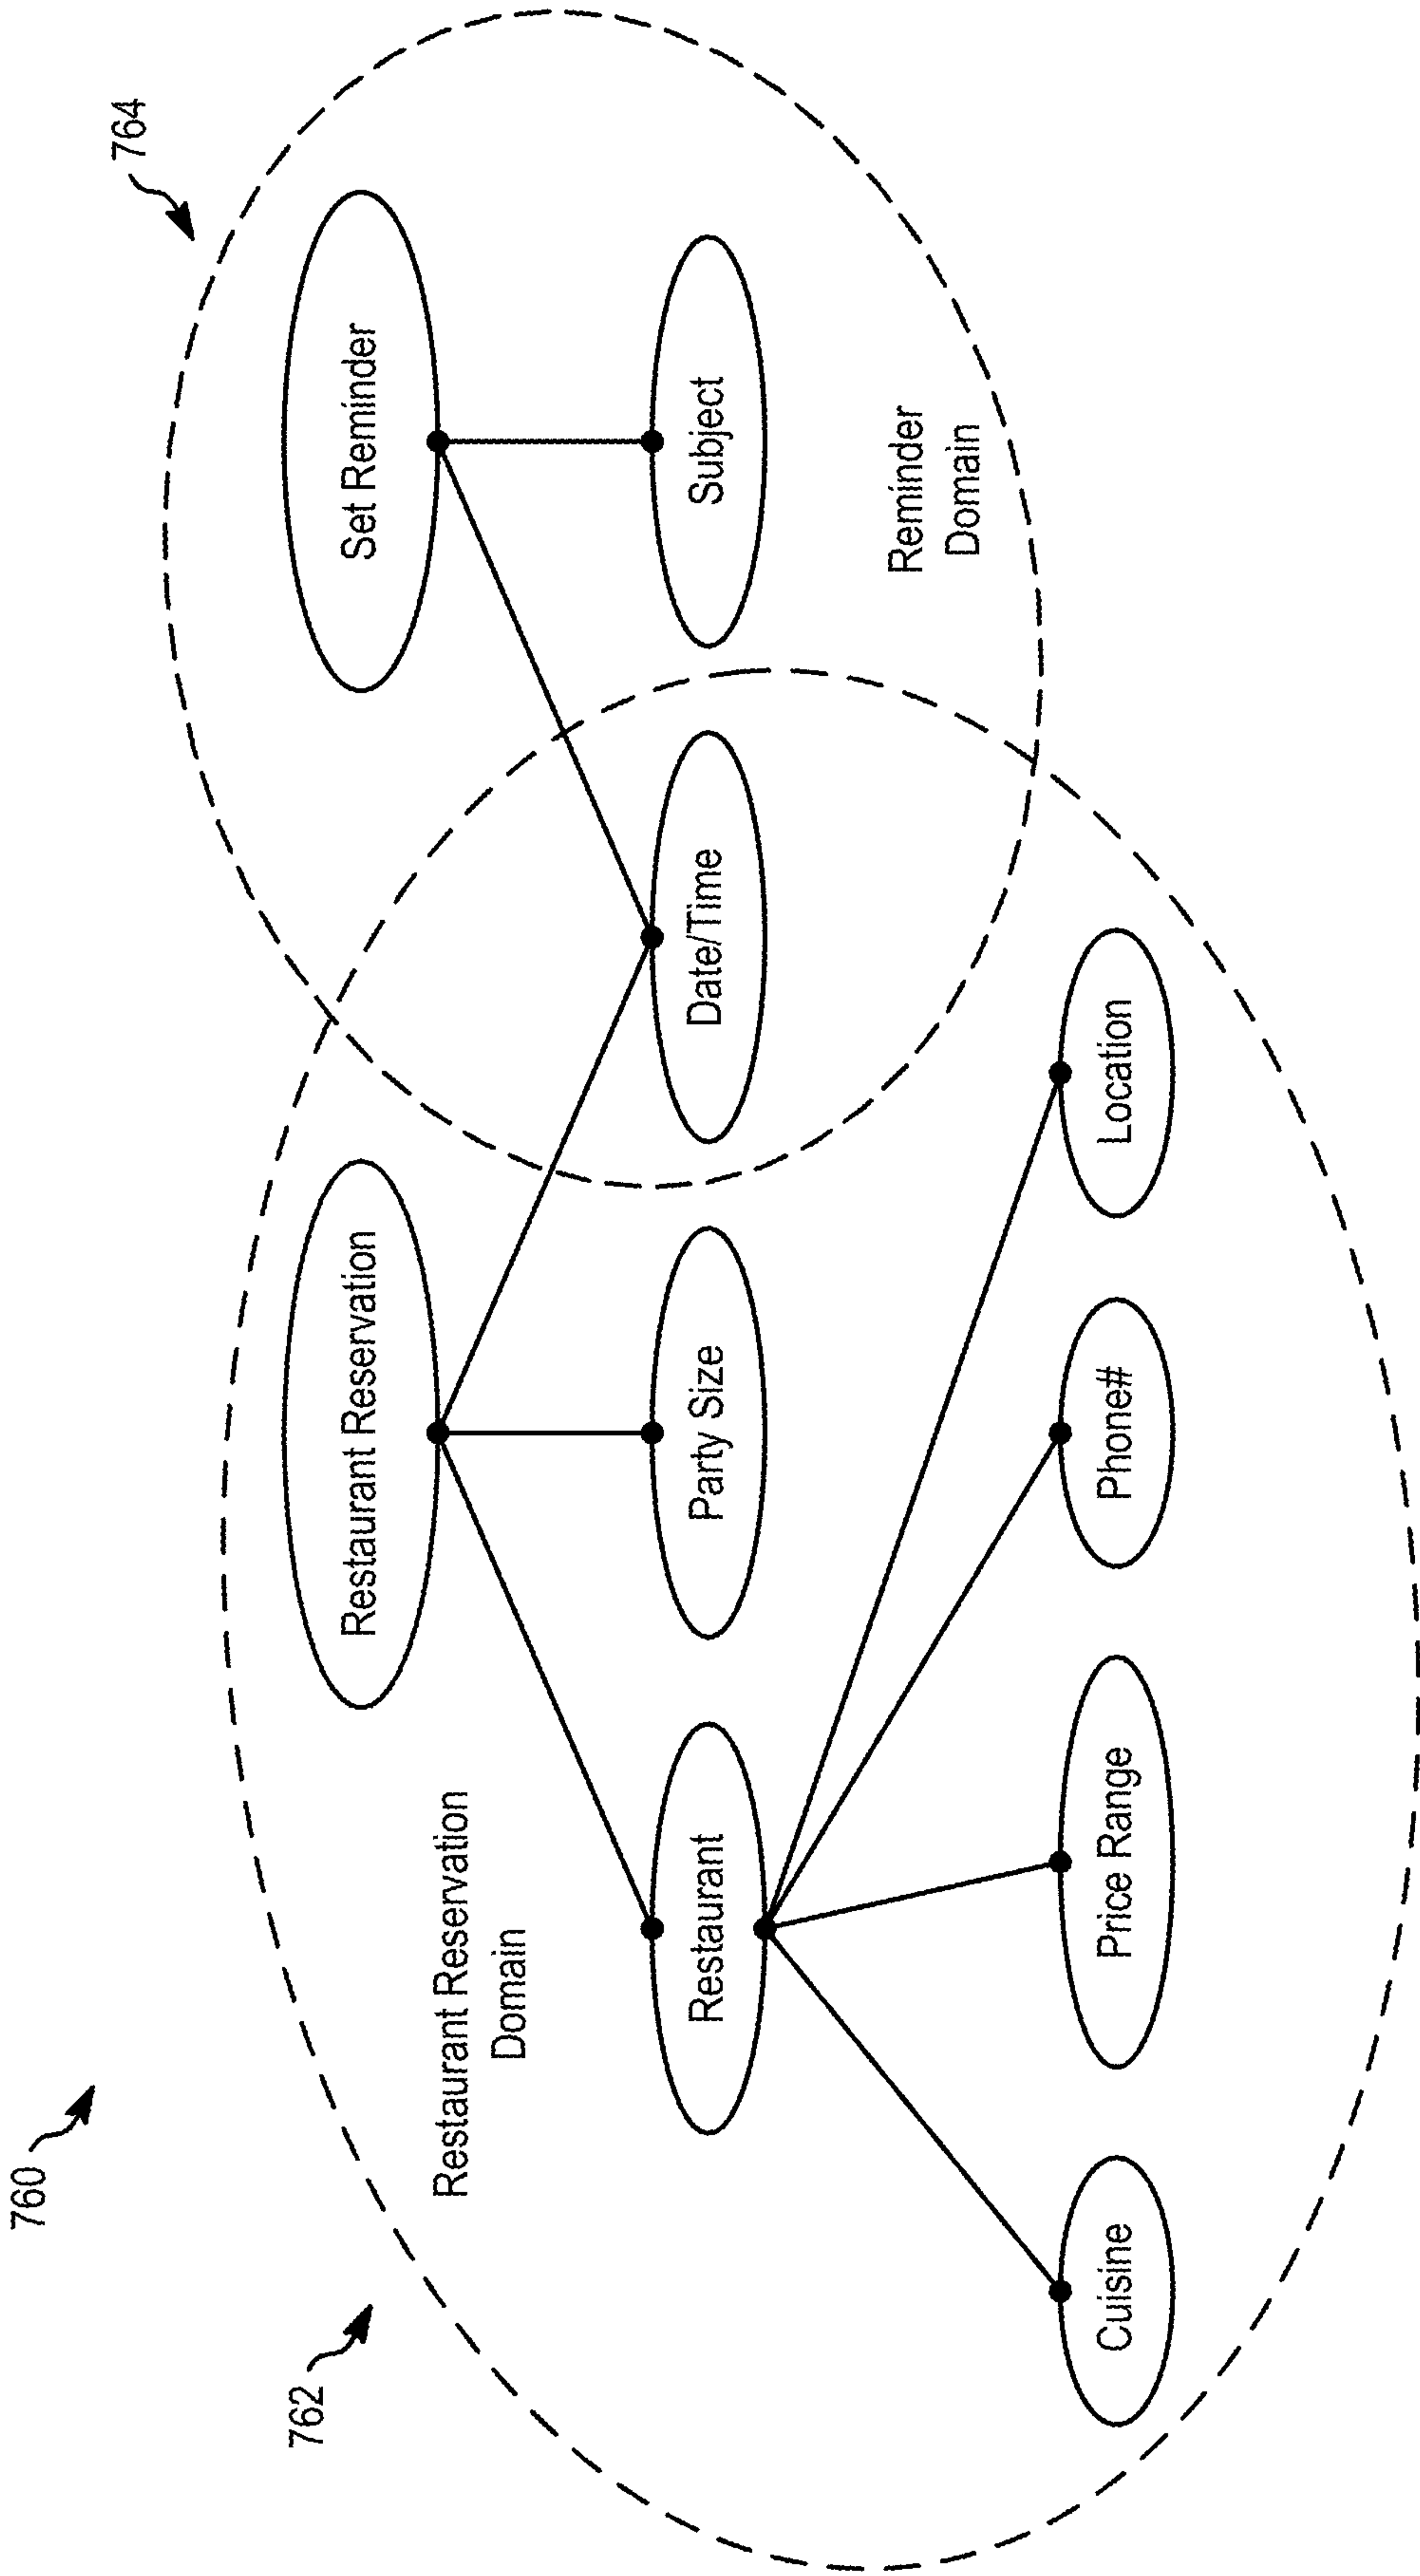 760
762
764
Restaurant Reservation
Set Reminder
Restaurant Reservation
Domain
Restaurant
Party Size
Date/Time
Subject
Reminder
Domain
Cuisine
Price Range
Phone#
Location